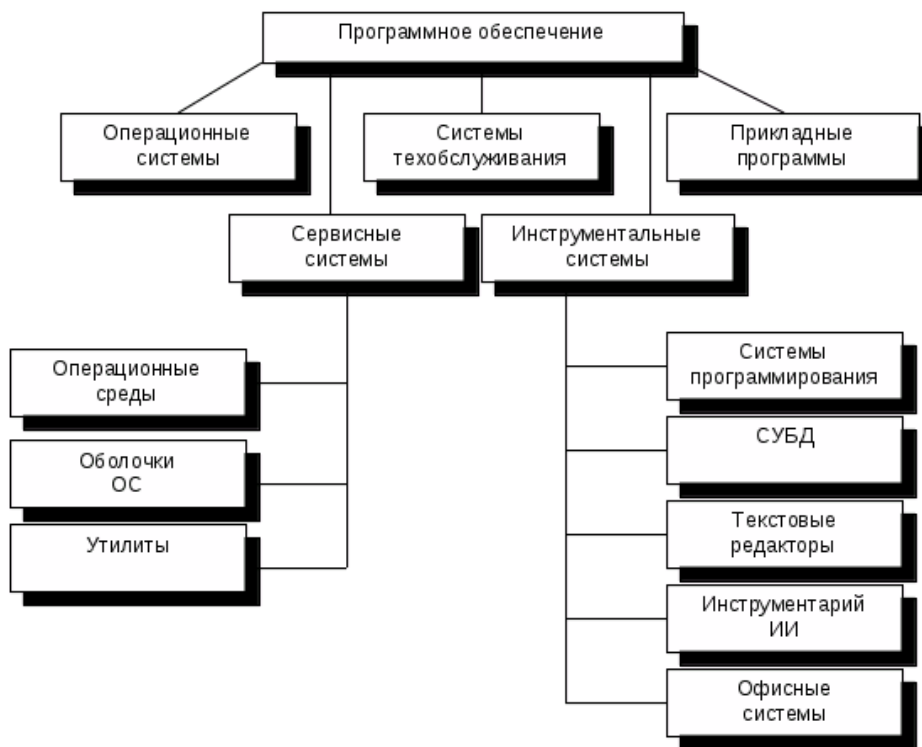 Программное обеспечение
Операционные
системы
Системы
техобслуживания
Прикладные
программы
Сервисные
системы
Инструментальные
системы
Операционные
среды
Оболочки
ОС
Утилиты
Системы
программирования
СУБД
Текстовые
редакторы
Инструментарий
ИИ
Офисные
системы